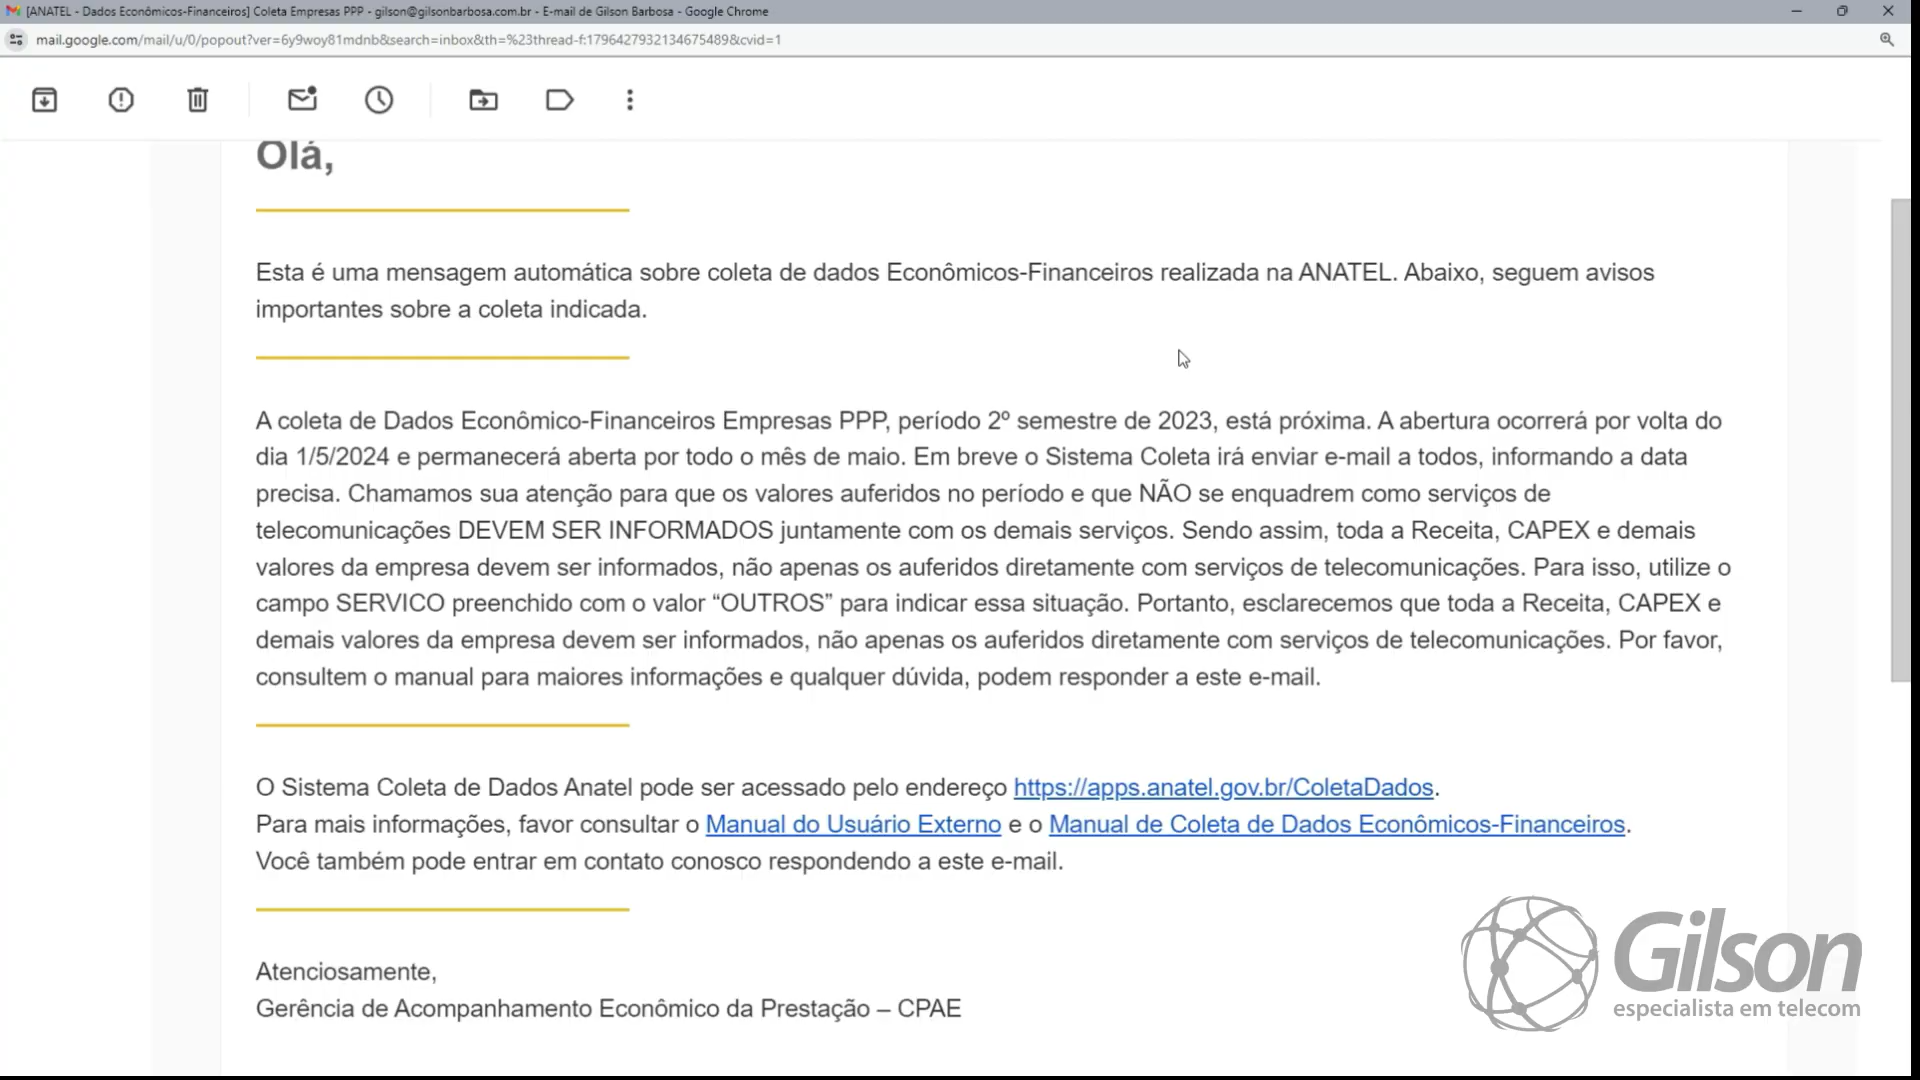 [ANATEL - Dados Econômicos-Financeiros] Coleta Empresas PPP - gilson@gilsonbarbosa.com.br - E-mail de Gilson Barbosa - Google Chrome
mail.google.com/mail/u/0/popout?ver=6y9woy81mdnb&search=inbox&th=%23thread-f:1796427932134675489&cvid=1
Olá,
Esta é uma mensagem automática sobre coleta de dados Econômicos-Financeiros realizada na ANATEL. Abaixo, seguem avisos
importantes sobre a coleta indicada.
A coleta de Dados Econômico-Financeiros Empresas PPP, período 2º semestre de 2023, está próxima. A abertura ocorrerá por volta do
dia 1/5/2024 e permanecerá aberta por todo o mês de maio. Em breve o Sistema Coleta irá enviar e-mail a todos, informando a data
precisa. Chamamos sua atenção para que os valores auferidos no período e que NÃO se enquadrem como serviços de
telecomunicações DEVEM SER INFORMADOS juntamente com os demais serviços. Sendo assim, toda a Receita, CAPEX e demais
valores da empresa devem ser informados, não apenas os auferidos diretamente com serviços de telecomunicações. Para isso, utilize o
campo SERVICO preenchido com o valor “OUTROS” para indicar essa situação. Portanto, esclarecemos que toda a Receita, CAPEX e
demais valores da empresa devem ser informados, não apenas os auferidos diretamente com serviços de telecomunicações. Por favor,
consultem o manual para maiores informações e qualquer dúvida, podem responder a este e-mail.
O Sistema Coleta de Dados Anatel pode ser acessado pelo endereço https://apps.anatel.gov.br/ColetaDados.
Para mais informações, favor consultar o Manual do Usuário Externo e o Manual de Coleta de Dados Econômicos-Financeiros.
Você também pode entrar em contato conosco respondendo a este e-mail.
Atenciosamente,
Gerência de Acompanhamento Econômico da Prestação – CPAE
Gilson
especialista em telecom